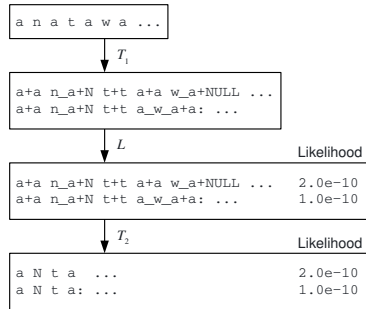 a n a t a w a ...
T1
a+a n_a+N t+t a+a w_a+NULL ...
a+a n_a+N t+t a_w_a+a: ...
L
Likelihood
a+a n_a+N t+t a+a w_a+NULL ... 2.0e-10
a+a n_a+N t+t a_w_a+a: ... 1.0e-10
T2
Likelihood
a N t a ... 2.0e-10
a N t a: ... 1.0e-10